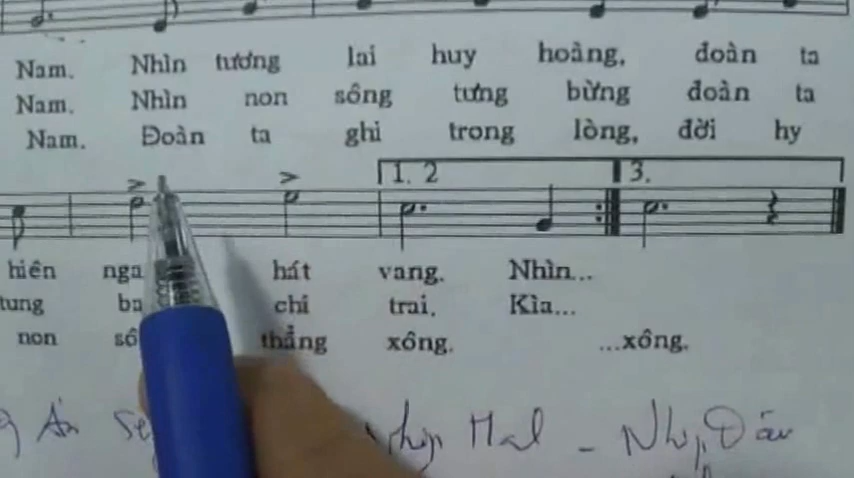 Nam. Nhìn tương lai huy hoàng, đoàn ta
Nam. Nhìn non sông tưng bừng đoàn ta
Nam. Đoàn ta ghi trong lòng, đời hy
1. 2 3.
hiên nga hát vang. Nhìn...
tung ba chí trai. Kìa...
non sô thẳng xông. ...xông.